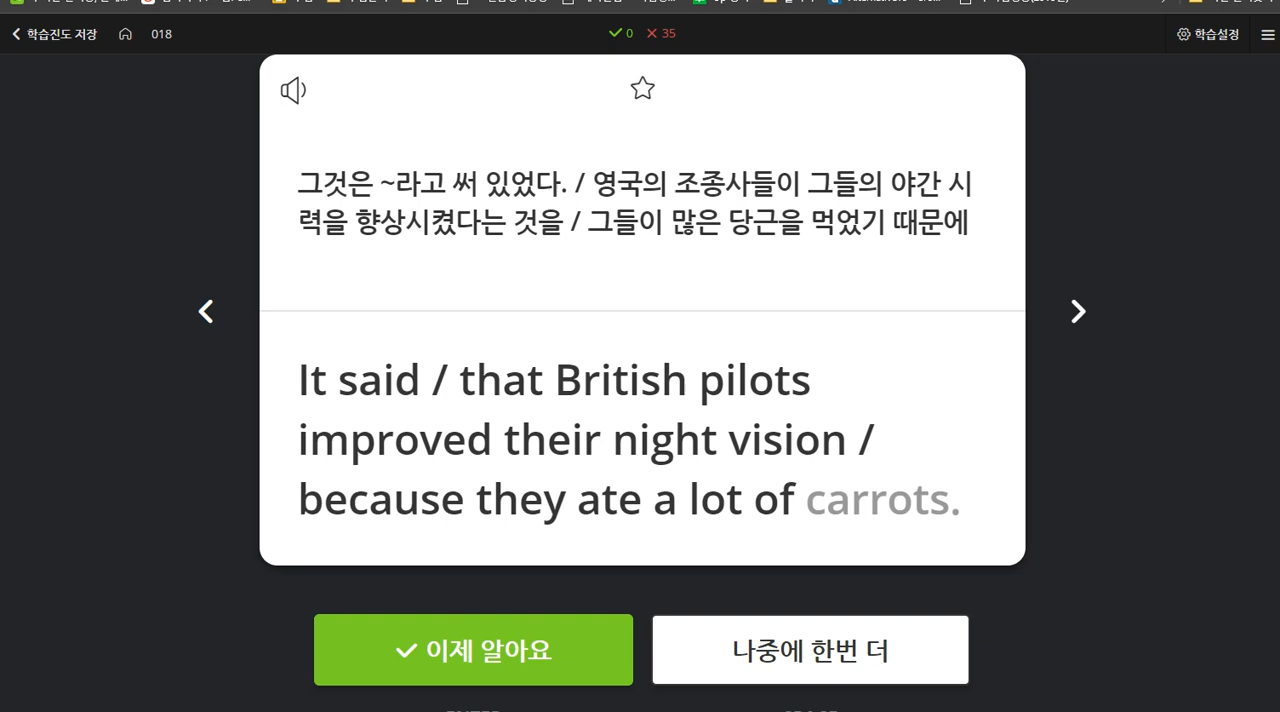 학습진도 저장 018 0 35 학습설정
그것은 ~라고 써 있었다. / 영국의 조종사들이 그들의 야간 시
력을 향상시켰다는 것을 / 그들이 많은 당근을 먹었기 때문에
It said / that British pilots
improved their night vision /
because they ate a lot of carrots.
이제 알아요 나중에 한번 더